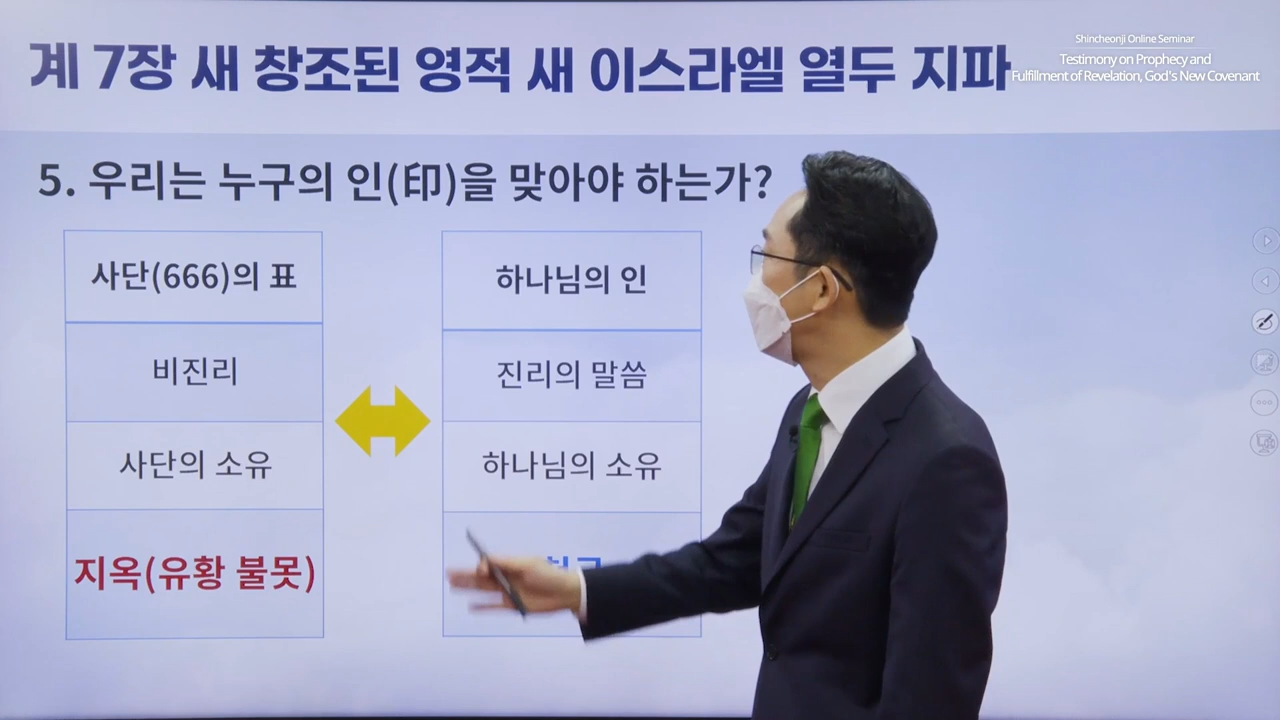 계 7장 새 창조된 영적 새 이스라엘 열두 지파
Shincheonji Online Seminar
Testimony on Prophecy and
Fulfillment of Revelation, God's New Covenant
5. 우리는 누구의 인(印)을 맞아야 하는가?
사단(666)의 표
비진리
사단의 소유
지옥(유황 불못)
하나님의 인
진리의 말씀
하나님의 소유